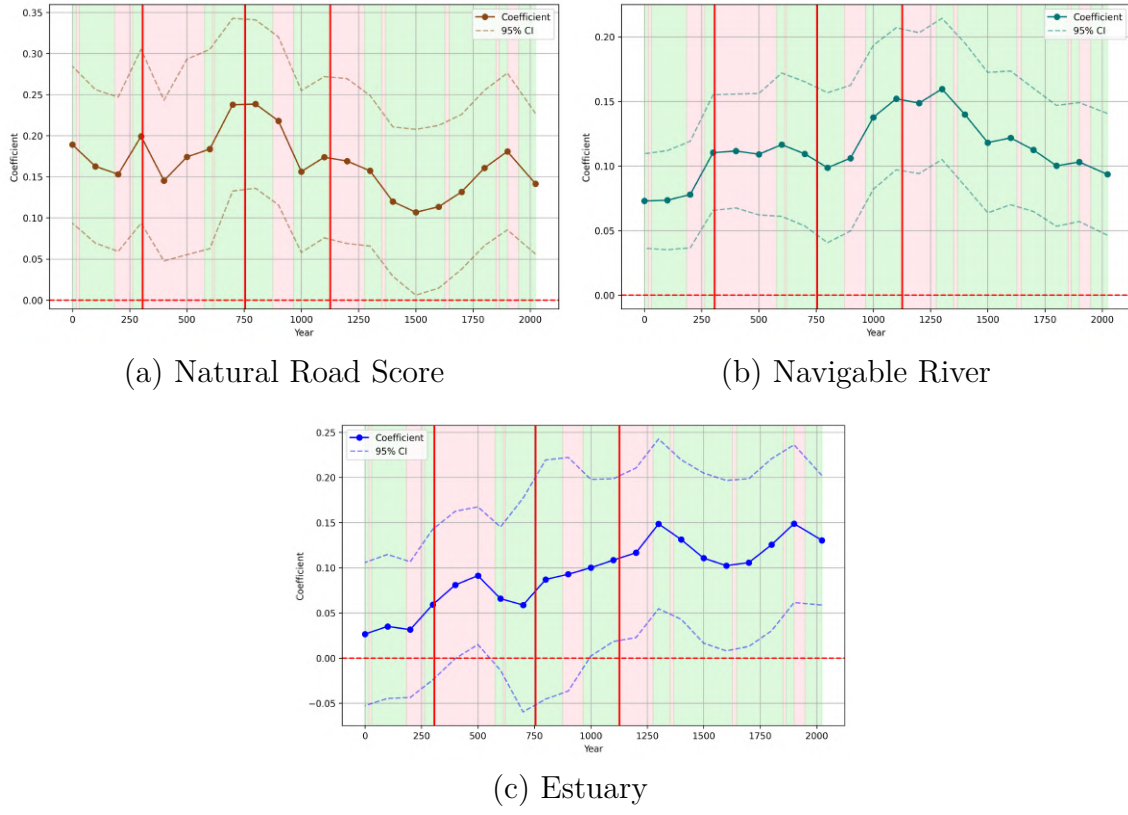 0.35
0.30
0.25
0.20
0.15
0.10
0.05
0.00
Coefficient
Coefficient
95% CI
0 250 500 750 1000 1250 1500 1750 2000
Year
(a) Natural Road Score
0.20
0.15
0.10
0.05
0.00
Coefficient
Coefficient
95% CI
0 250 500 750 1000 1250 1500 1750 2000
Year
(b) Navigable River
0.25
0.20
0.15
0.10
0.05
0.00
−0.05
Coefficient
Coefficient
95% CI
0 250 500 750 1000 1250 1500 1750 2000
Year
(c) Estuary